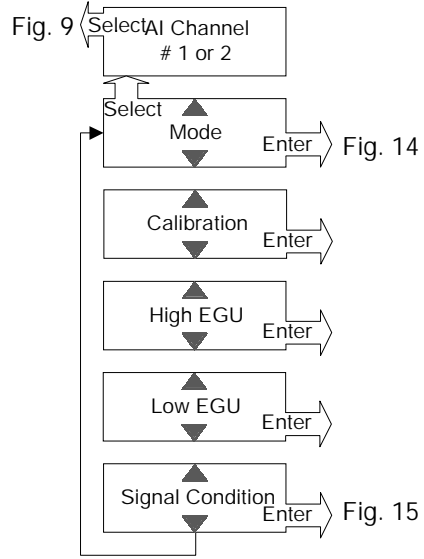 Fig. 9 Select AI Channel
# 1 or 2
Select
Mode
Enter Fig. 14
Calibration
Enter
High EGU
Enter
Low EGU
Enter
Signal Condition
Enter Fig. 15